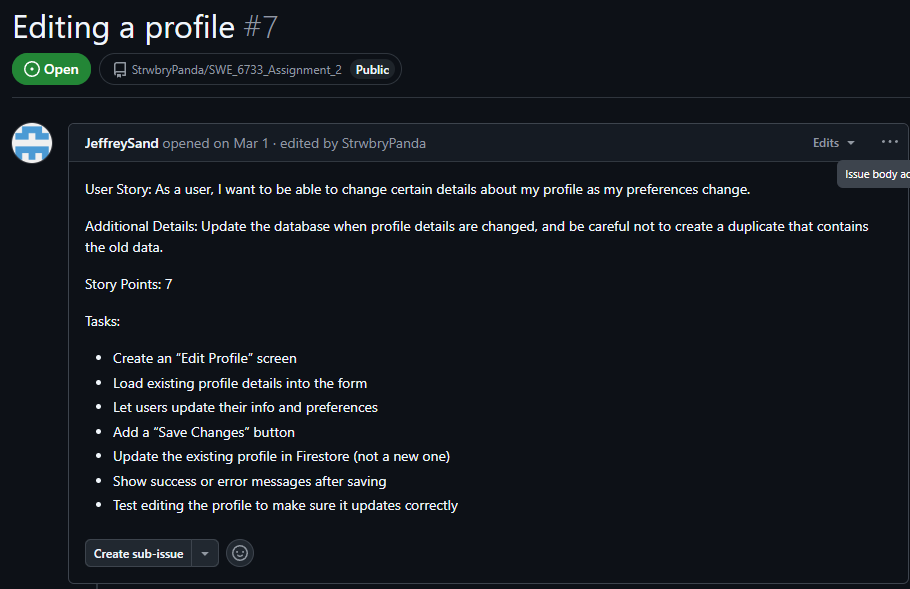 Editing a profile #7
Open
StrwbryPanda/SWE_6733_Assignment_2 Public
JeffreySand opened on Mar 1 · edited by StrwbryPanda
Edits
Issue body
User Story: As a user, I want to be able to change certain details about my profile as my preferences change.
Additional Details: Update the database when profile details are changed, and be careful not to create a duplicate that contains
the old data.
Story Points: 7
Tasks:
• Create an “Edit Profile” screen
• Load existing profile details into the form
• Let users update their info and preferences
• Add a “Save Changes” button
• Update the existing profile in Firestore (not a new one)
• Show success or error messages after saving
• Test editing the profile to make sure it updates correctly
Create sub-issue